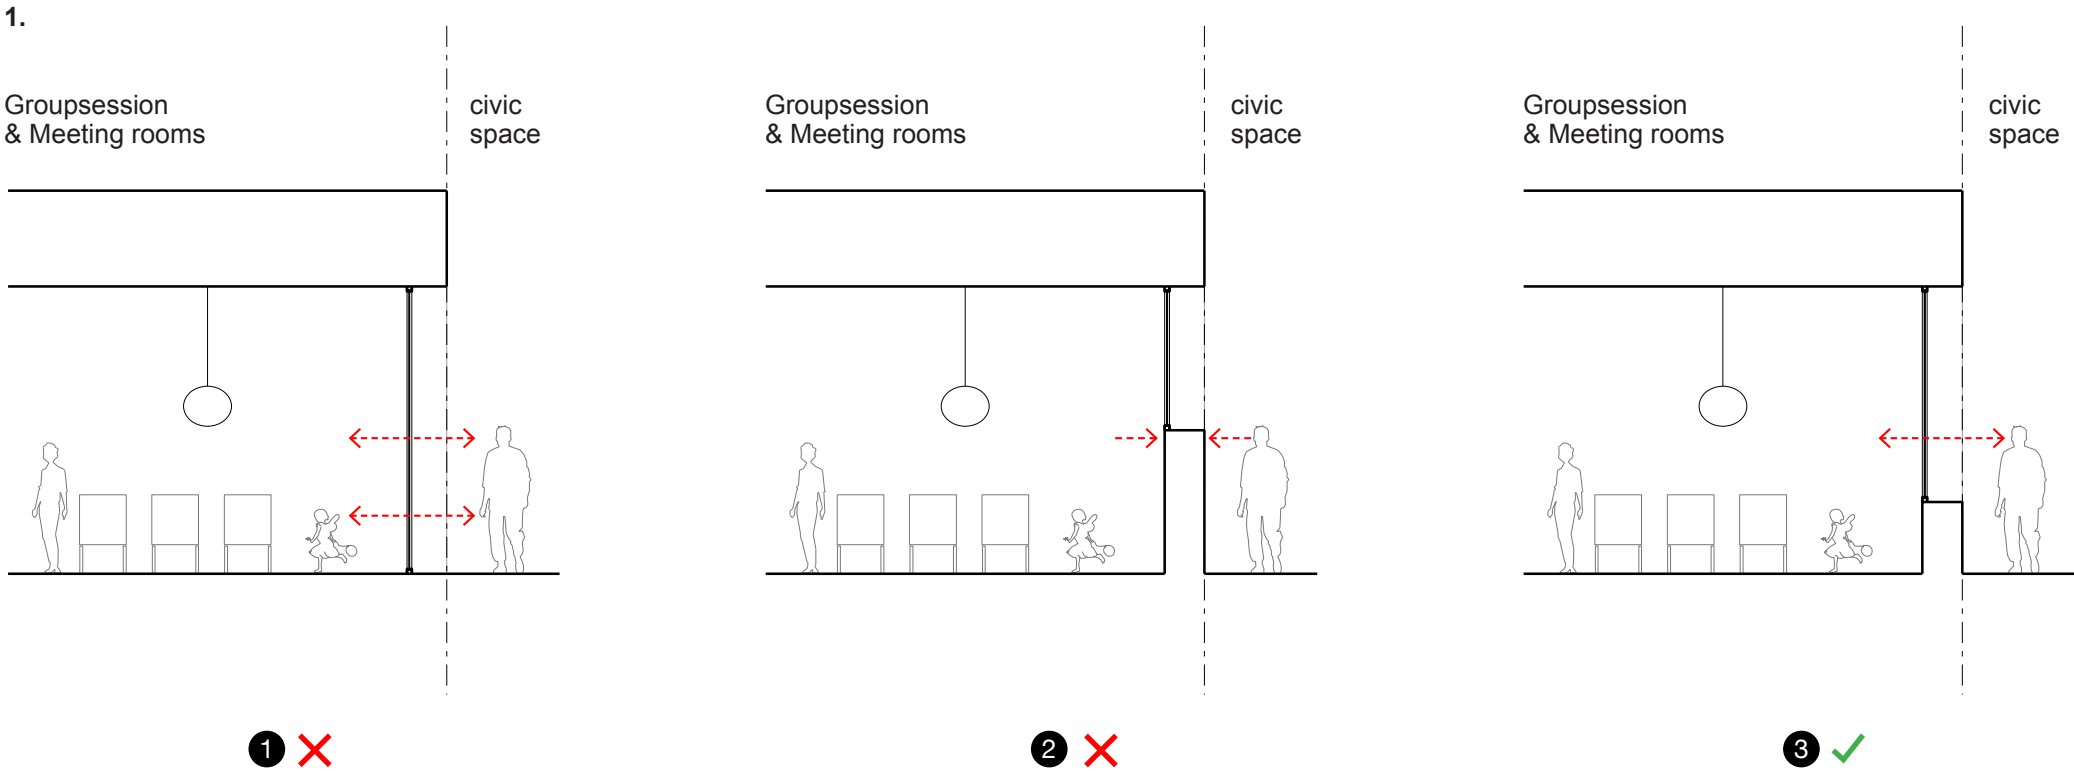 1.
Groupsession
& Meeting rooms
civic
space
Groupsession
& Meeting rooms
civic
space
Groupsession
& Meeting rooms
civic
space
1
2
3